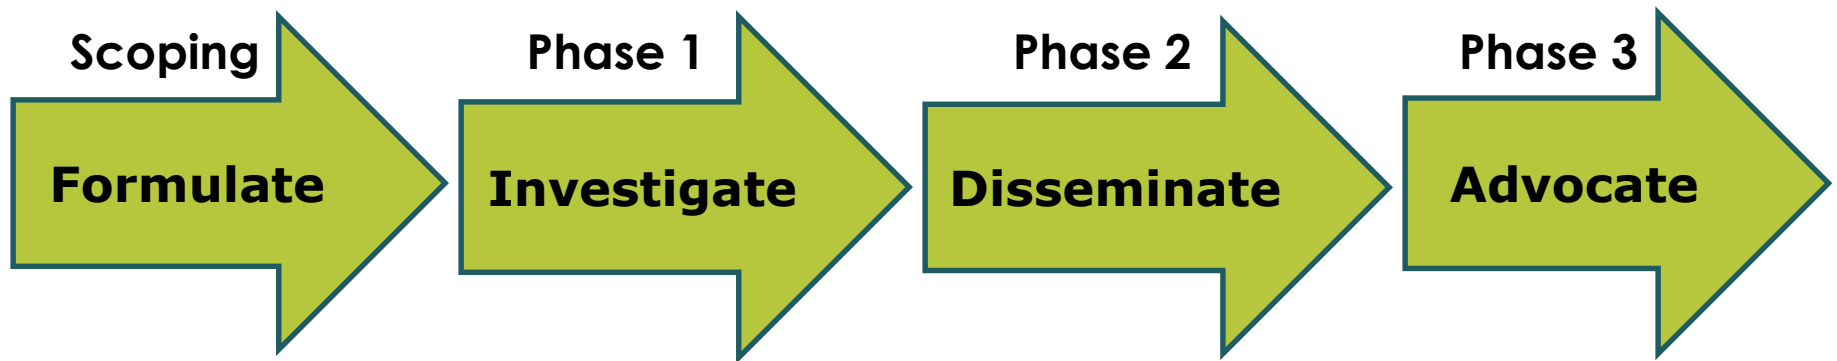 Scoping
Phase 1
Phase 2
Phase 3
Formulate
Investigate
Disseminate
Advocate